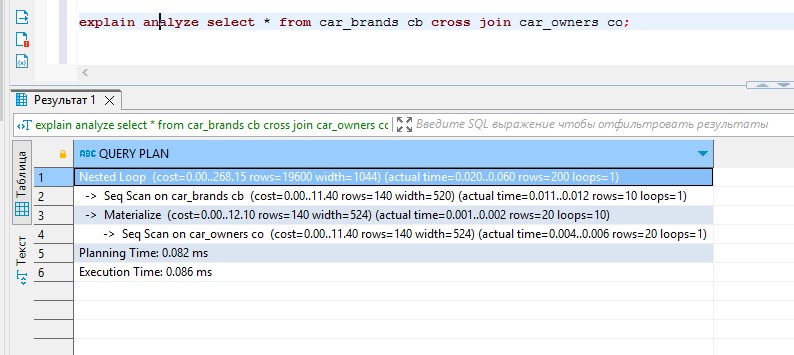 explain analyze select * from car_brands cb cross join car_owners co;
Результат 1
explain analyze select * from car_brands cb cross join car_owners cc
Введите SQL выражение чтобы отфильтровать результаты
Таблица
Текст
ABC QUERY PLAN
1 Nested Loop (cost=0.00..268.15 rows=19600 width=1044) (actual time=0.020..0.060 rows=200 loops=1)
2 -> Seq Scan on car_brands cb (cost=0.00..11.40 rows=140 width=520) (actual time=0.011..0.012 rows=10 loops=1)
3 -> Materialize (cost=0.00..12.10 rows=140 width=524) (actual time=0.001..0.002 rows=20 loops=10)
4 -> Seq Scan on car_owners co (cost=0.00..11.40 rows=140 width=524) (actual time=0.004..0.006 rows=20 loops=1)
5 Planning Time: 0.082 ms
6 Execution Time: 0.086 ms